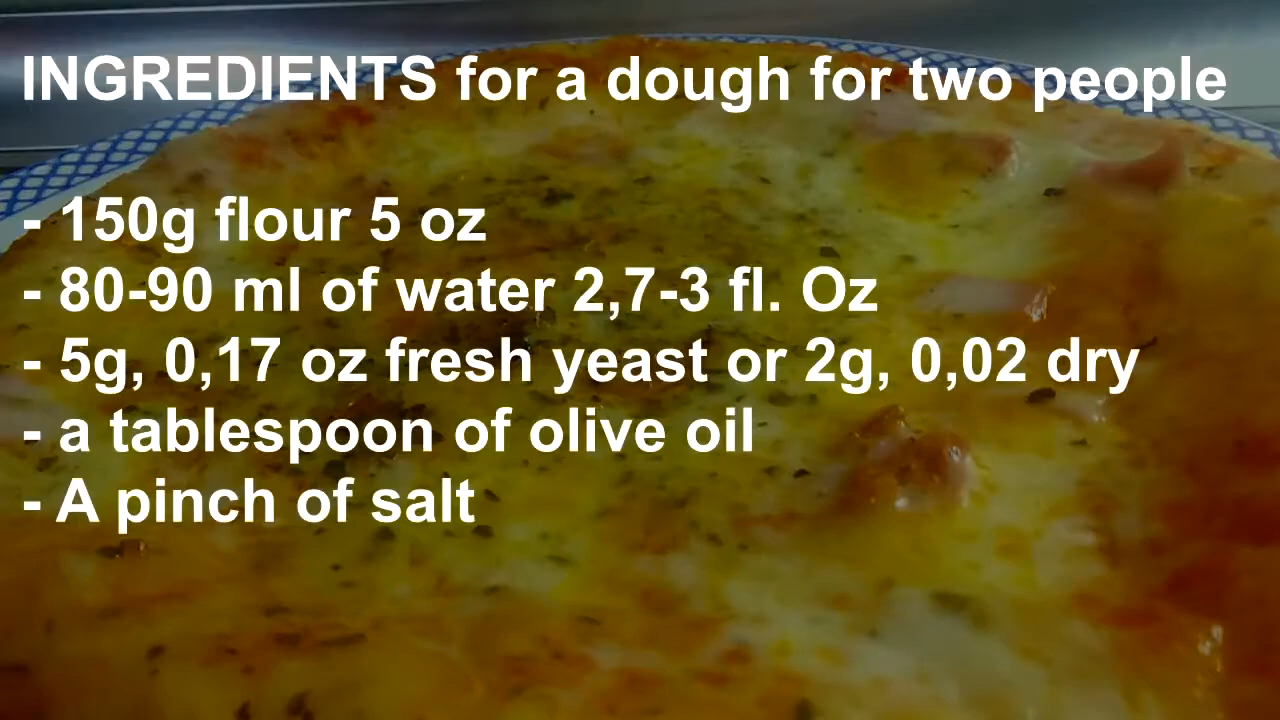 INGREDIENTS for a dough for two people
- 150g flour 5 oz
- 80-90 ml of water 2,7-3 fl. Oz
- 5g, 0,17 oz fresh yeast or 2g, 0,02 dry
- a tablespoon of olive oil
- A pinch of salt